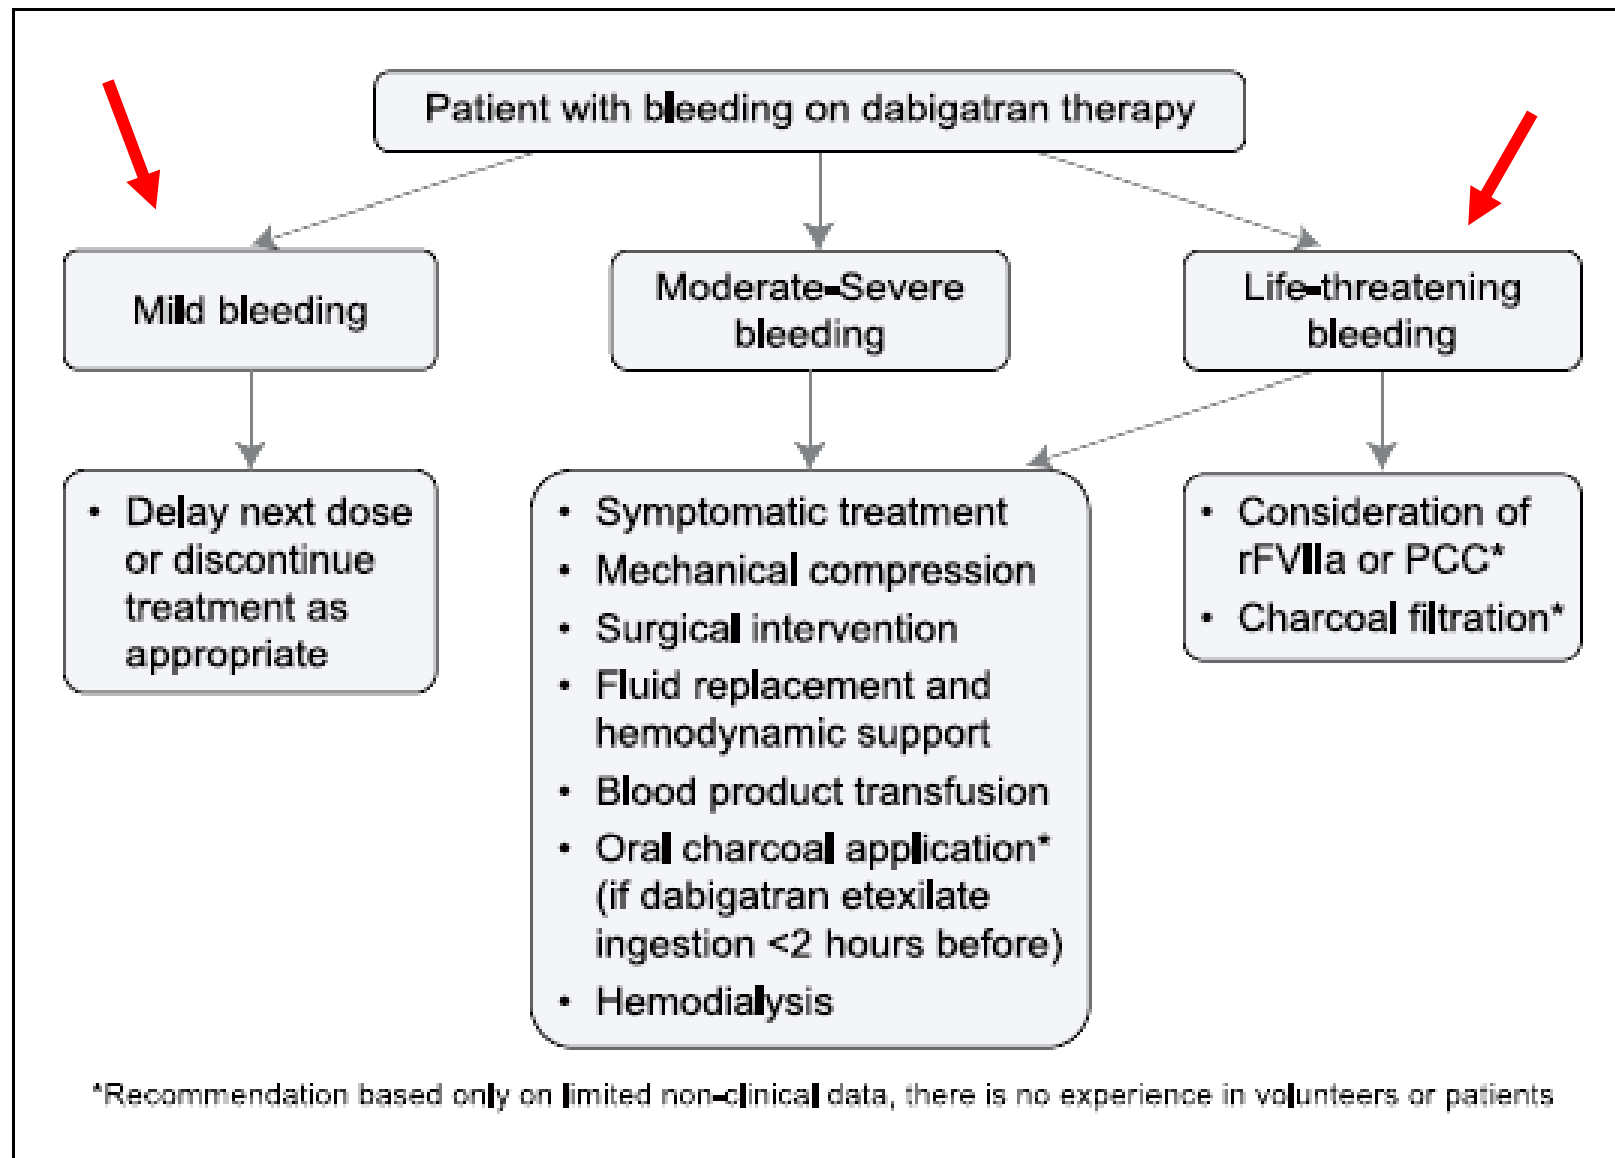 Patient with bleeding on dabigatran therapy
Mild bleeding
Moderate-Severe
bleeding
Life-threatening
bleeding
• Delay next dose
or discontinue
treatment as
appropriate
• Symptomatic treatment
• Mechanical compression
• Surgical intervention
• Fluid replacement and
hemodynamic support
• Blood product transfusion
• Oral charcoal application*
(if dabigatran etexilate
ingestion <2 hours before)
• Hemodialysis
• Consideration of
rFVIIa or PCC*
• Charcoal filtration*
*Recommendation based only on limited non-clinical data, there is no experience in volunteers or patients